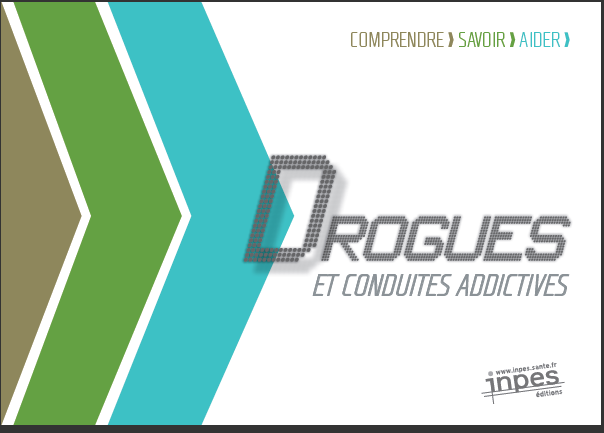 COMPRENDRE ⟫ SAVOIR ⟫ AIDER ⟫
DROGUES
ET CONDUITES ADDICTIVES
www.inpes.sante.fr
inpes
éditions